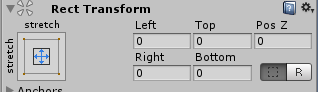 Rect Transform
stretch
stretch
Left Top Pos Z
0 0 0
Right Bottom
0 0 R
Anchors